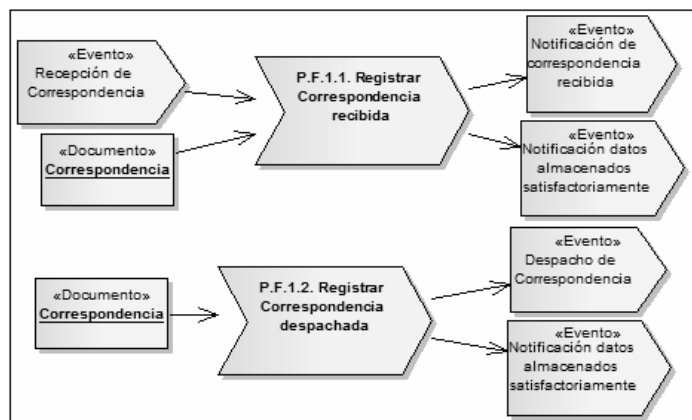 «Evento»
Recepción de
Correspondencia
«Documento»
Correspondencia
P.F.1.1. Registrar
Correspondencia
recibida
«Evento»
Notificación de
correspondencia
recibida
«Evento»
Notificación datos
almacenados
satisfactoriamente
«Documento»
Correspondencia
P.F.1.2. Registrar
Correspondencia
despachada
«Evento»
Despacho de
Correspondencia
«Evento»
Notificación datos
almacenados
satisfactoriamente